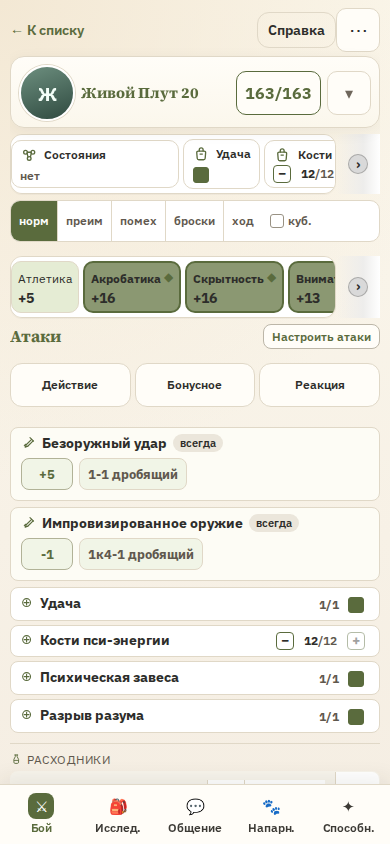 ← К списку
Справка
⋯
Ж
Живой Плут 20
163/163
▼
Состояния
нет
Удача
Кости
− 12/12
›
норм преим помех броски ход куб.
Атлетика
+5
Акробатика ◆
+16
Скрытность ◆
+16
Внима
+13
›
Атаки
Настроить атаки
Действие Бонусное Реакция
Безоружный удар всегда
+5 1-1 дробящий
Импровизированное оружие всегда
-1 1к4-1 дробящий
Удача 1/1
Кости пси-энергии − 12/12 +
Психическая завеса 1/1
Разрыв разума 1/1
РАСХОДНИКИ
Бой Исслед. Общение Напарн. Способн.